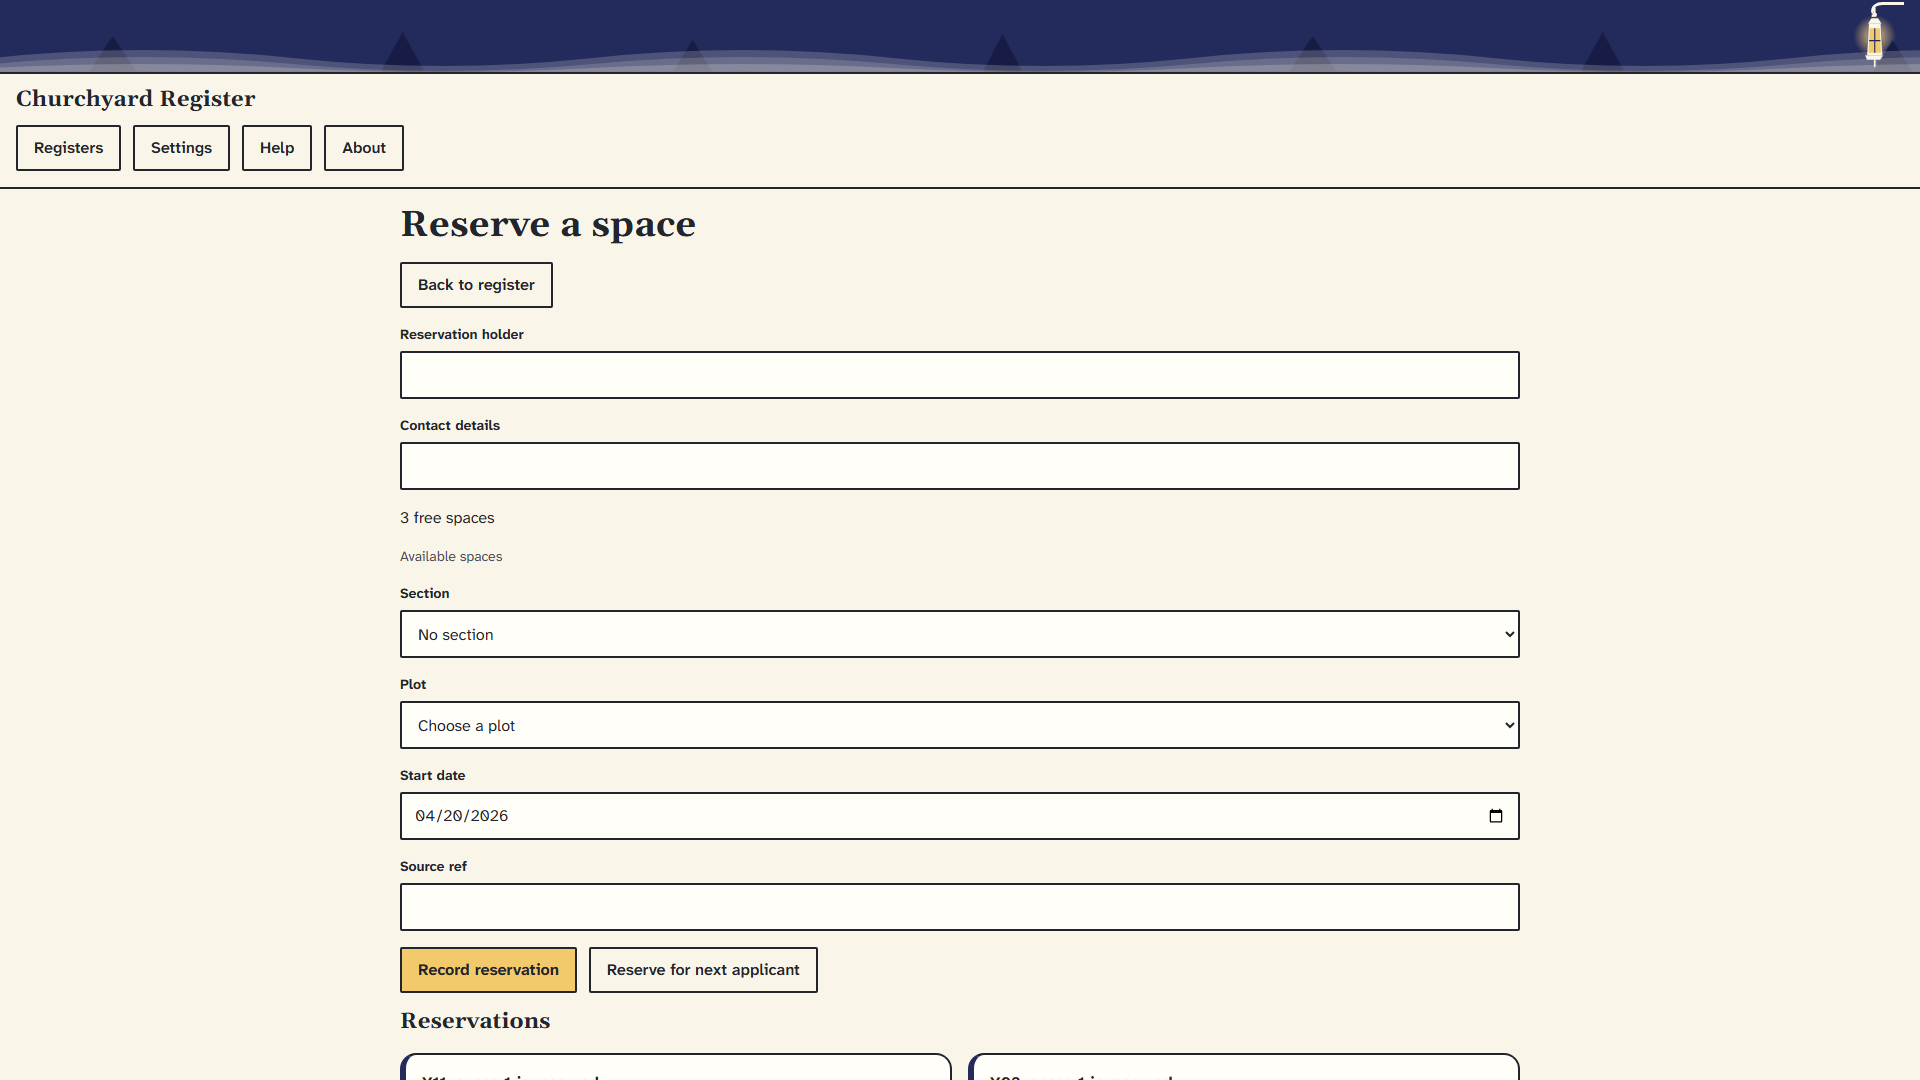 Churchyard Register
Registers Settings Help About
Reserve a space
Back to register
Reservation holder
Contact details
3 free spaces
Available spaces
Section
No section
Plot
Choose a plot
Start date
04/20/2026
Source ref
Record reservation Reserve for next applicant
Reservations